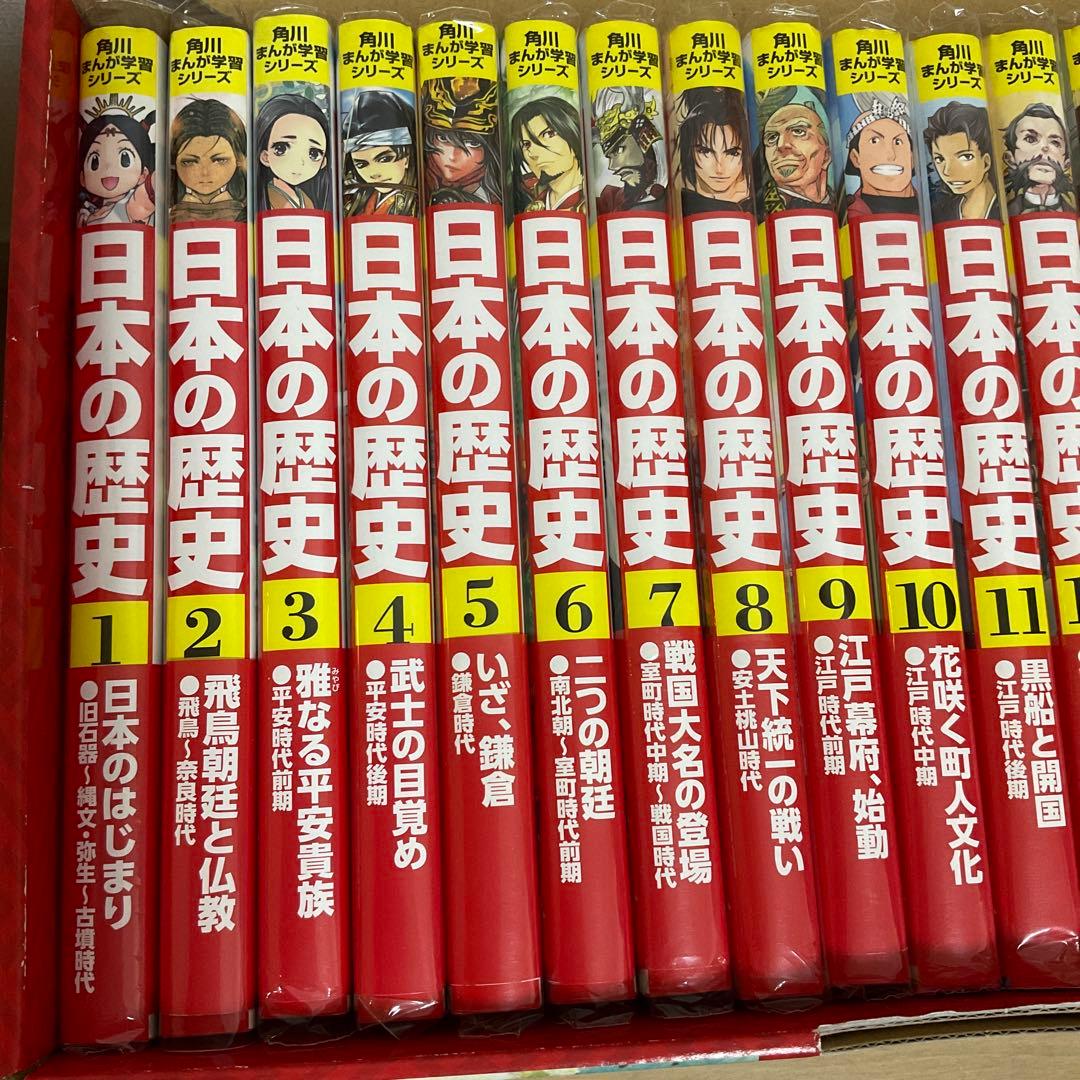 角川
まんが学習
シリーズ
日本の歴史
1
日本のはじまり
●旧石器~縄文・弥生~古墳時代
角川
まんが学習
シリーズ
日本の歴史
2
飛鳥朝廷と仏教
●飛鳥~奈良時代
角川
まんが学習
シリーズ
日本の歴史
3
みやび
雅なる平安貴族
●平安時代前期
角川
まんが学習
シリーズ
日本の歴史
4
武士の目覚め
●平安時代後期
角川
まんが学習
シリーズ
日本の歴史
5
いざ、鎌倉
●鎌倉時代
角川
まんが学習
シリーズ
日本の歴史
6
二つの朝廷
●南北朝~室町時代前期
角川
まんが学習
シリーズ
日本の歴史
7
戦国大名の登場
●室町時代中期~戦国時代
角川
まんが学習
シリーズ
日本の歴史
8
天下統一の戦い
●安土桃山時代
角川
まんが学習
シリーズ
日本の歴史
9
江戸幕府、始動
●江戸時代前期
角川
まんが学習
シリーズ
日本の歴史
10
花咲く町人文化
●江戸時代中期
角川
まんが学習
シリーズ
日本の歴史
11
黒船と開国
●江戸時代後期